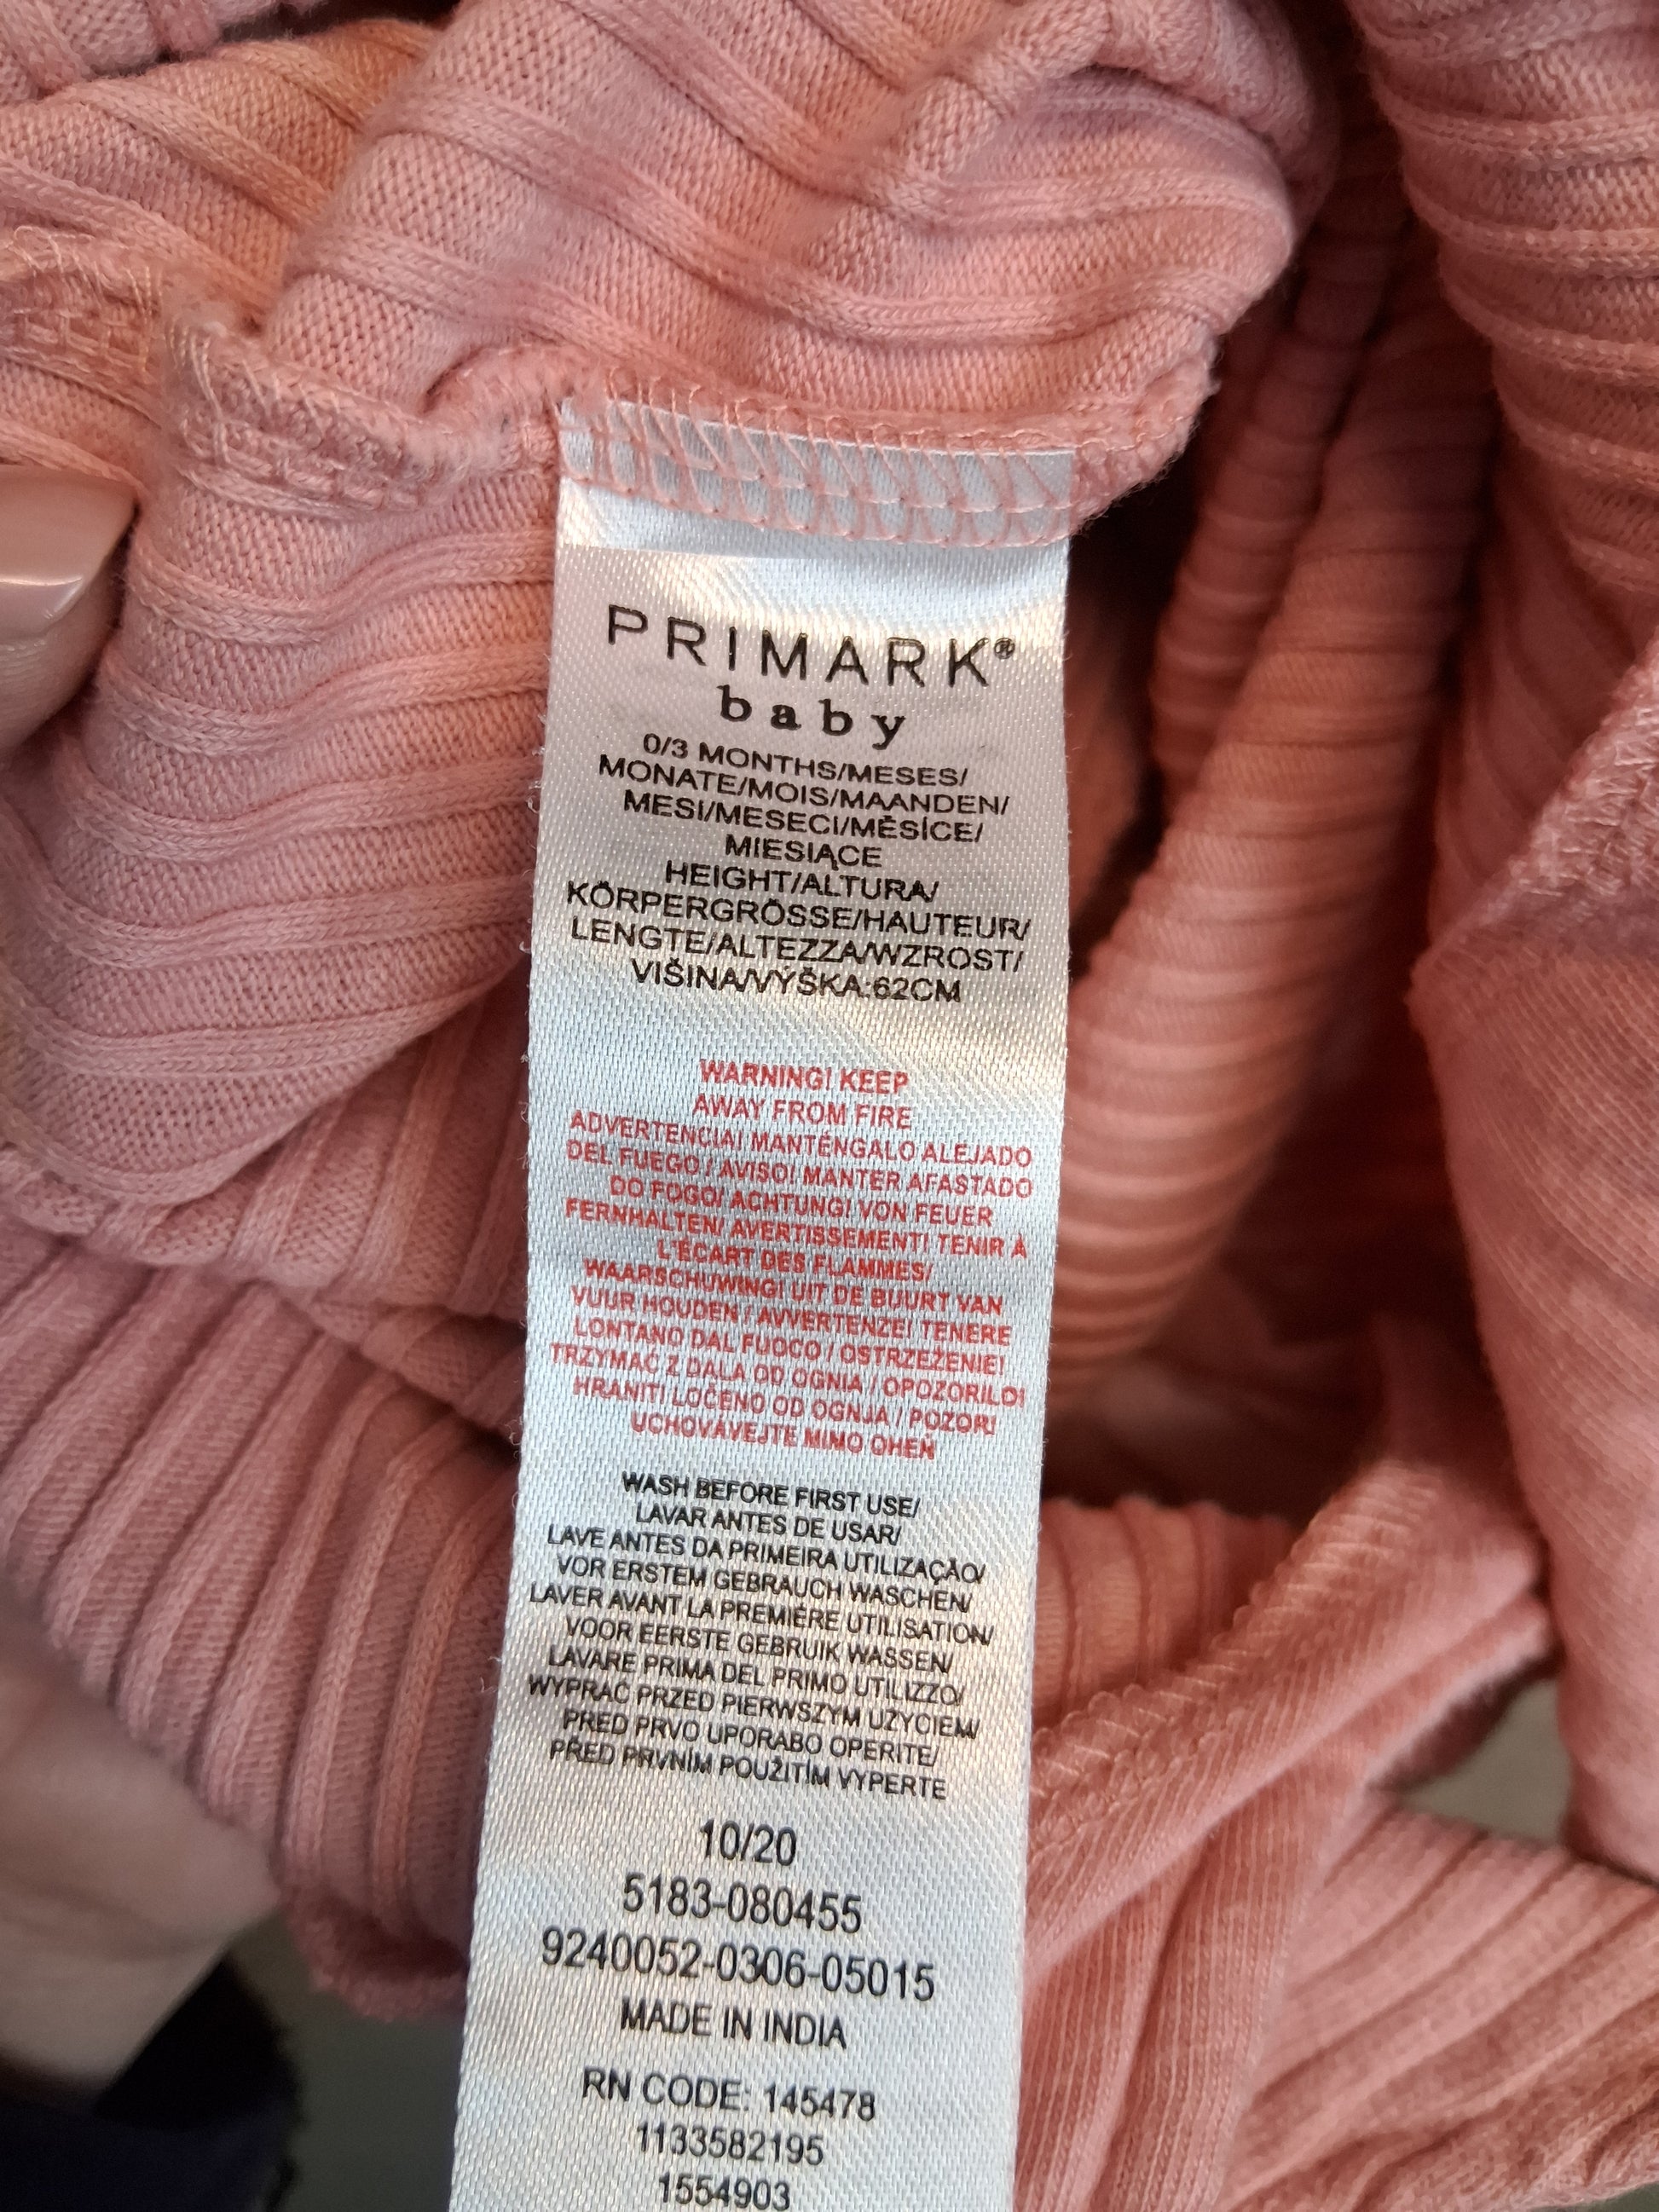 PRIMARK®
baby
0/3 MONTHS/MESES/
MONATE/MOIS/MAANDEN/
MESI/MESECI/MĚSÍCE/
MIESIĄCE
HEIGHT/ALTURA/
KÖRPERGRÖSSE/HAUTEUR/
LENGTE/ALTEZZA/WZROST/
VIŠINA/VÝŠKA:62CM
WARNING! KEEP
AWAY FROM FIRE
ADVERTENCIA! MANTÉNGALO ALEJADO
DEL FUEGO / AVISO! MANTER AFASTADO
DO FOGO/ ACHTUNG! VON FEUER
FERNHALTEN/ AVERTISSEMENT! TENIR À
L'ÉCART DES FLAMMES/
WAARSCHUWING! UIT DE BUURT VAN
VUUR HOUDEN / AVVERTENZE! TENERE
LONTANO DAL FUOCO / OSTRZEŻENIE!
TRZYMAĆ Z DALA OD OGNIA / OPOZORILO!
HRANITI LOČENO OD OGNJA / POZOR!
UCHOVÁVEJTE MIMO OHEŇ
WASH BEFORE FIRST USE/
LAVAR ANTES DE USAR/
LAVE ANTES DA PRIMEIRA UTILIZAÇÃO/
VOR ERSTEM GEBRAUCH WASCHEN/
LAVER AVANT LA PREMIÈRE UTILISATION/
VOOR EERSTE GEBRUIK WASSEN/
LAVARE PRIMA DEL PRIMO UTILIZZO/
WYPRAĆ PRZED PIERWSZYM UŻYCIEM/
PRED PRVO UPORABO OPERITE/
PŘED PRVNÍM POUŽITÍM VYPERTE
10/20
5183-080455
9240052-0306-05015
MADE IN INDIA
RN CODE: 145478
1133582195
1554903